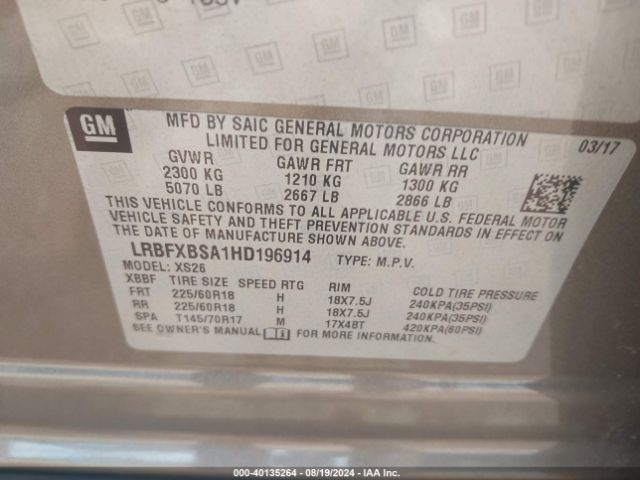 GM
MFD BY SAIC GENERAL MOTORS CORPORATION
LIMITED FOR GENERAL MOTORS LLC 03/17
GVWR GAWR FRT GAWR RR
2300 KG 1210 KG 1300 KG
5070 LB 2667 LB 2866 LB
THIS VEHICLE CONFORMS TO ALL APPLICABLE U.S. FEDERAL MOTOR
VEHICLE SAFETY AND THEFT PREVENTION STANDARDS IN EFFECT ON
THE DATE OF MANUFACTURE SHOWN ABOVE.
LRBFXBSA1HD196914 TYPE: M.P.V.
MODEL: XS26
XBBF TIRE SIZE SPEED RTG RIM COLD TIRE PRESSURE
FRT 225/60R18 H 18X7.5J 240KPA(35PSI)
RR 225/60R18 H 18X7.5J 240KPA(35PSI)
SPA T145/70R17 M 17X4BT 420KPA(60PSI)
SEE OWNER'S MANUAL FOR MORE INFORMATION.
000-40135264 - 08/19/2024 - IAA Inc.